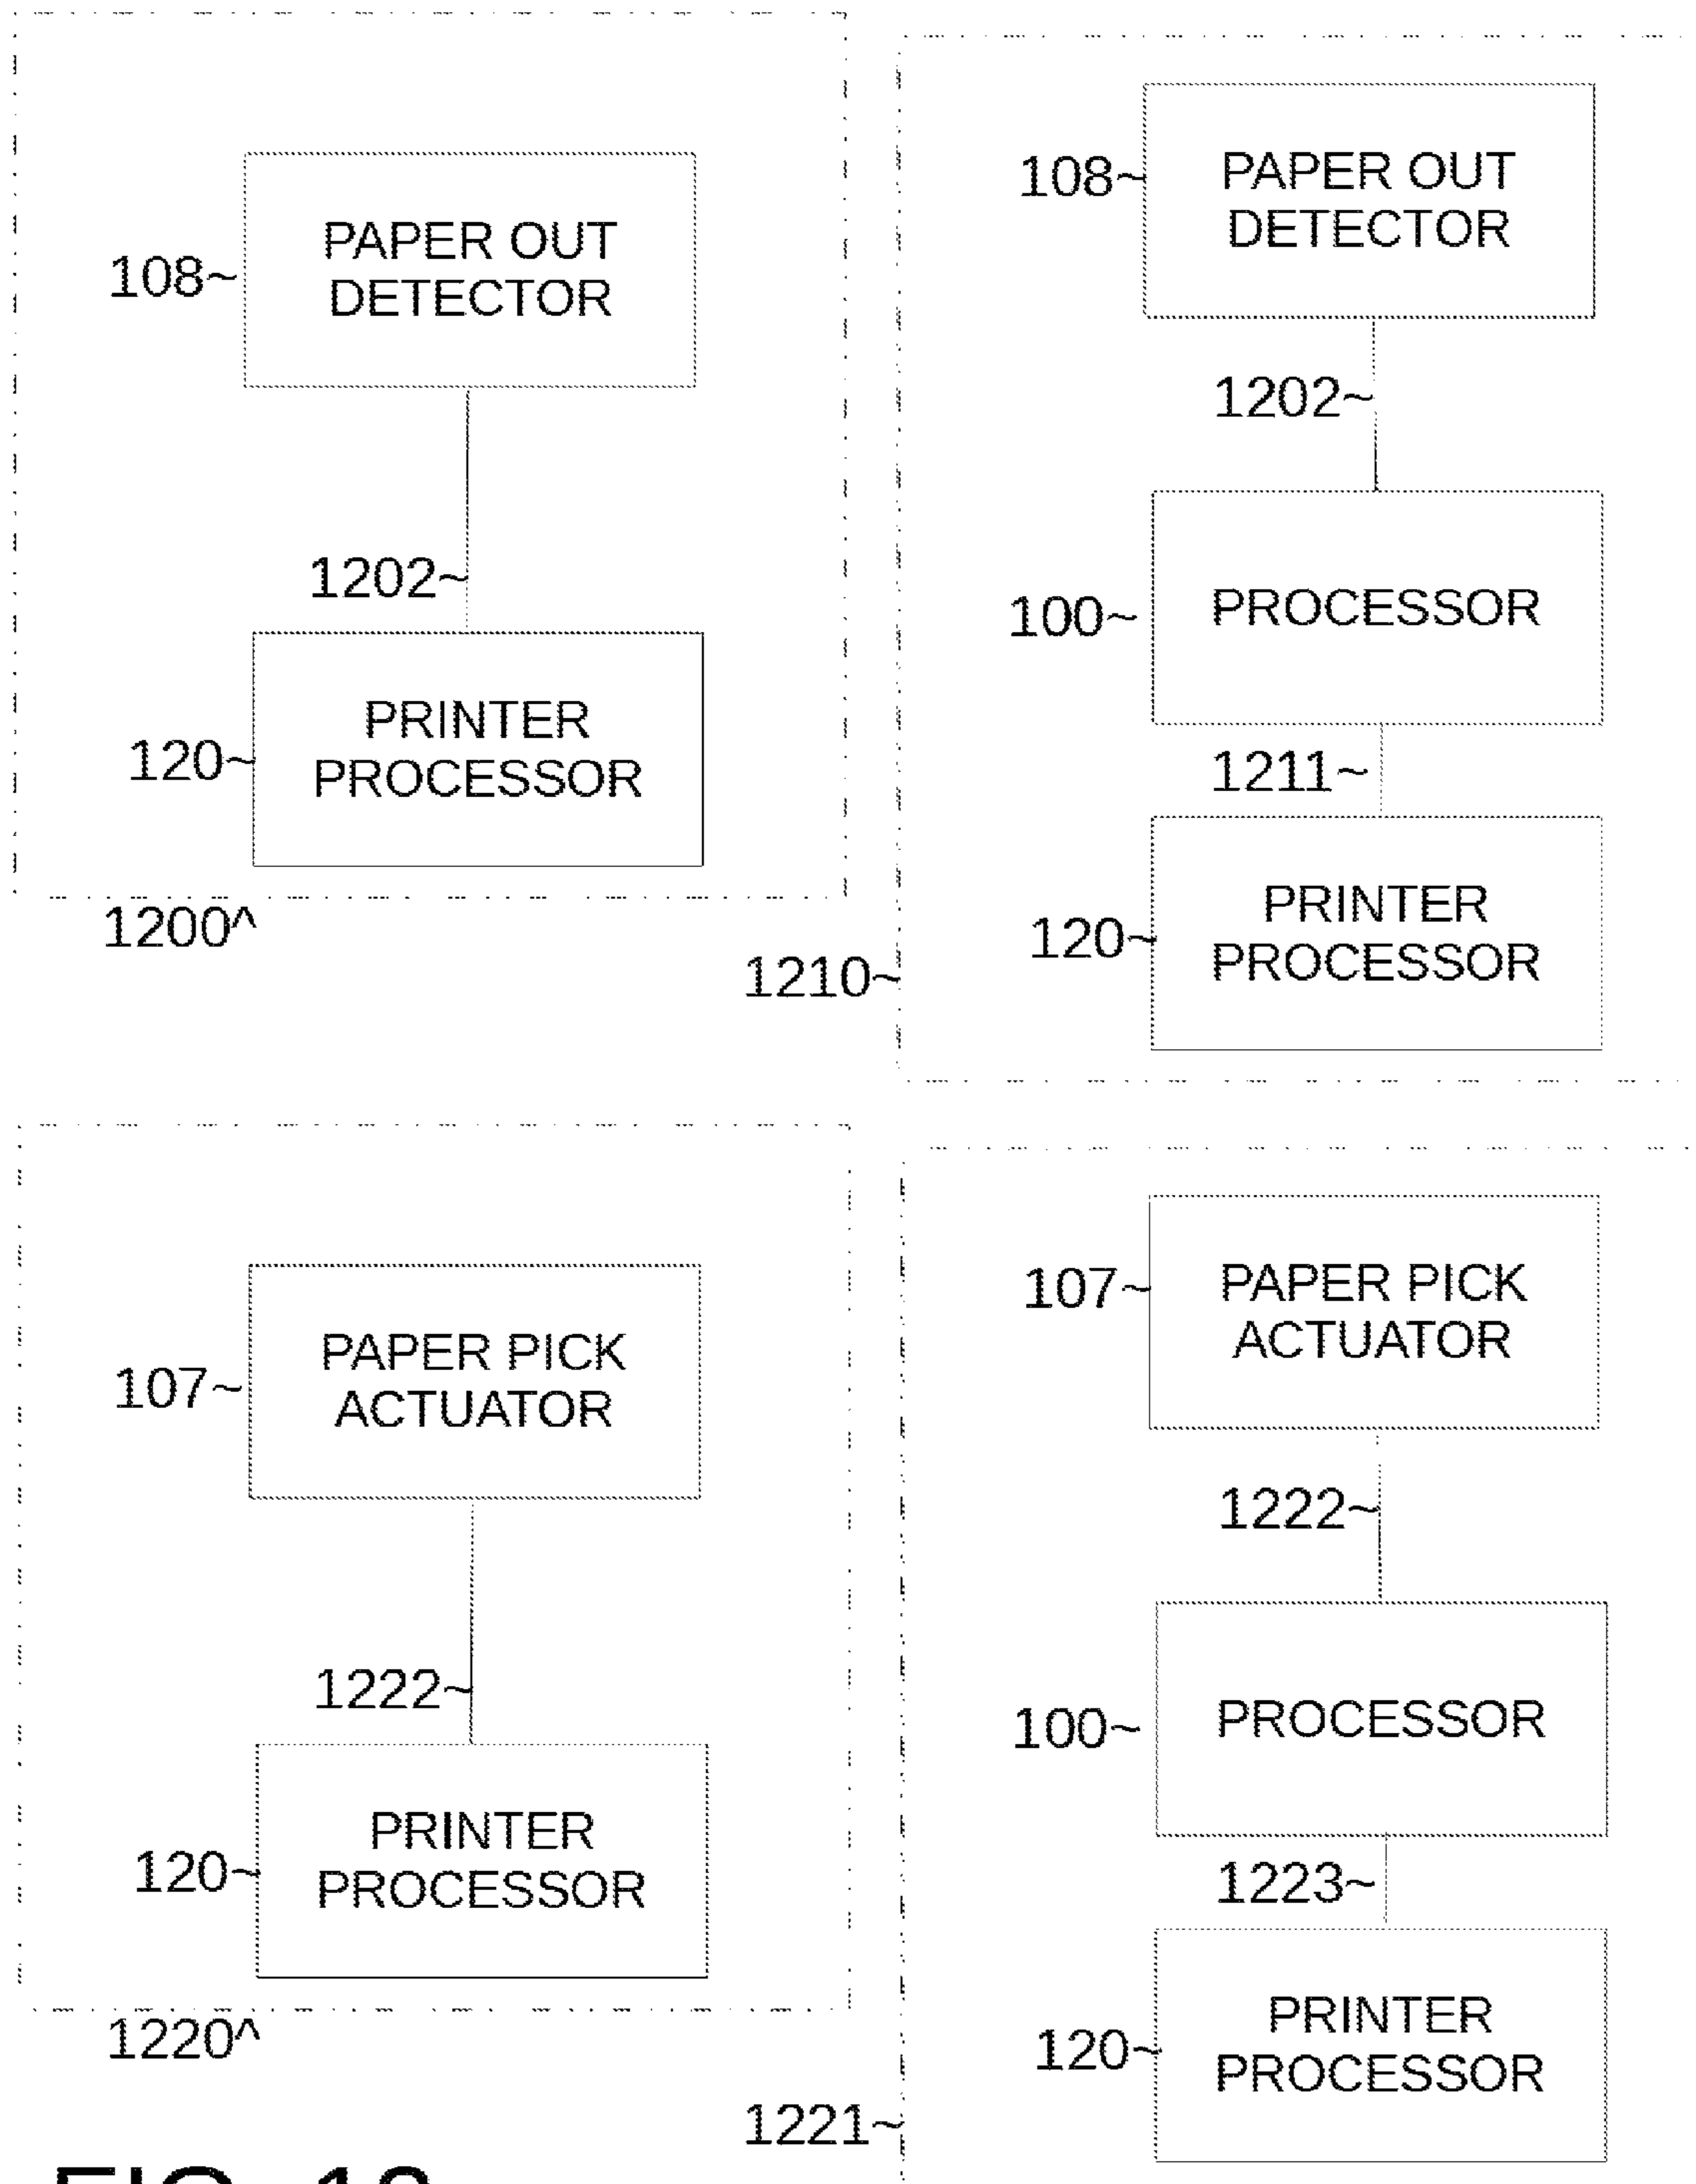 PAPER OUT
DETECTOR
108~
1202~
PRINTER
PROCESSOR
120~
1200^
PAPER OUT
DETECTOR
108~
1202~
PROCESSOR
100~
1211~
PRINTER
PROCESSOR
120~
1210~
PAPER PICK
ACTUATOR
107~
1222~
PRINTER
PROCESSOR
120~
1220^
PAPER PICK
ACTUATOR
107~
1222~
PROCESSOR
100~
1223~
PRINTER
PROCESSOR
120~
1221~
FIG. 12